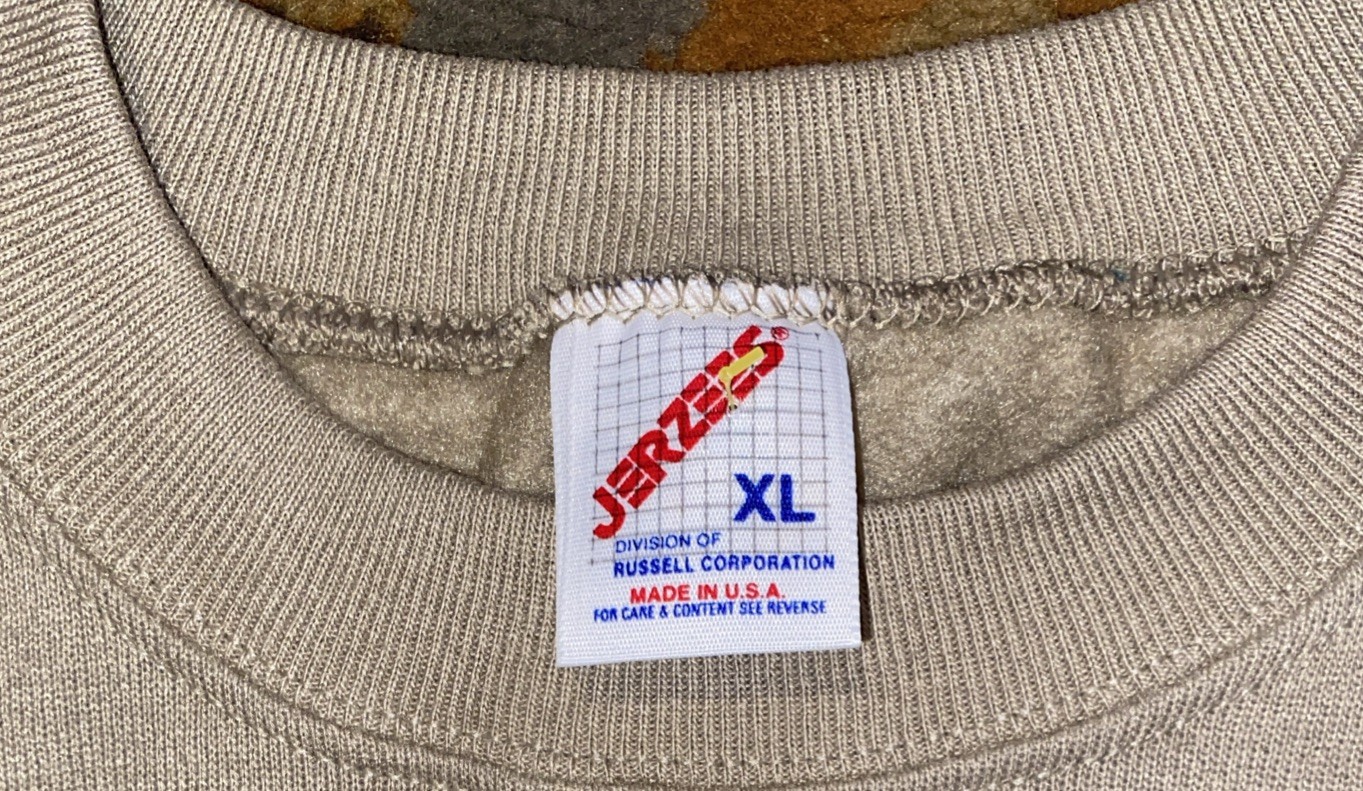 JERZEES®
XL
DIVISION OF
RUSSELL CORPORATION
MADE IN U.S.A.
FOR CARE & CONTENT SEE REVERSE